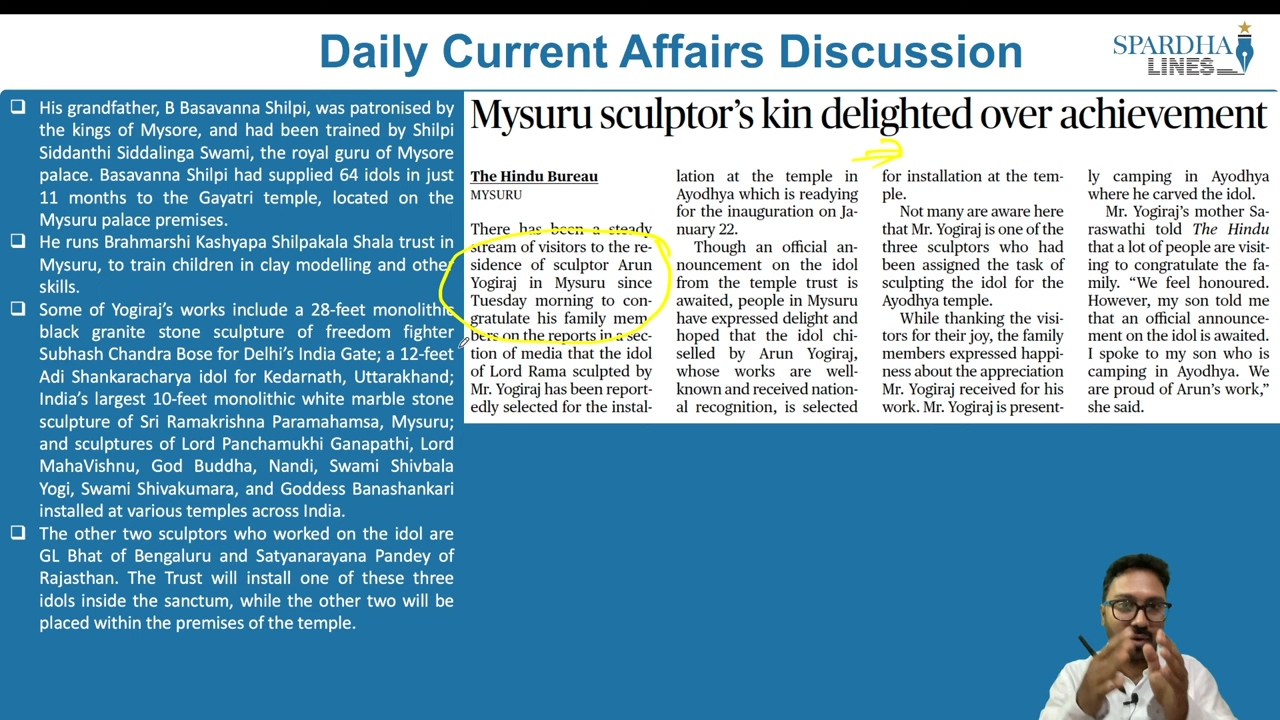 Daily Current Affairs Discussion
SPARDHA
LINES
His grandfather, B Basavanna Shilpi, was patronised by
the kings of Mysore, and had been trained by Shilpi
Siddanthi Siddalinga Swami, the royal guru of Mysore
palace. Basavanna Shilpi had supplied 64 idols in just
11 months to the Gayatri temple, located on the
Mysuru palace premises.
He runs Brahmarshi Kashyapa Shilpakala Shala trust in
Mysuru, to train children in clay modelling and other
skills.
Some of Yogiraj's works include a 28-feet monolithic
black granite stone sculpture of freedom fighter
Subhash Chandra Bose for Delhi's India Gate; a 12-feet
Adi Shankaracharya idol for Kedarnath, Uttarakhand;
India's largest 10-feet monolithic white marble stone
sculpture of Sri Ramakrishna Paramahamsa, Mysuru;
and sculptures of Lord Panchamukhi Ganapathi, Lord
MahaVishnu, God Buddha, Nandi, Swami Shivbala
Yogi, Swami Shivakumara, and Goddess Banashankari
installed at various temples across India.
The other two sculptors who worked on the idol are
GL Bhat of Bengaluru and Satyanarayana Pandey of
Rajasthan. The Trust will install one of these three
idols inside the sanctum, while the other two will be
placed within the premises of the temple.
Mysuru sculptor's kin delighted over achievement
The Hindu Bureau
MYSURU
There has been a steady
stream of visitors to the re-
sidence of sculptor Arun
Yogiraj in Mysuru since
Tuesday morning to con-
gratulate his family mem-
bers on the reports in a sec-
tion of media that the idol
of Lord Rama sculpted by
Mr. Yogiraj has been report-
edly selected for the instal-
lation at the temple in
Ayodhya which is readying
for the inauguration on Ja-
nuary 22.
Though an official an-
nouncement on the idol
from the temple trust is
awaited, people in Mysuru
have expressed delight and
hoped that the idol chi-
selled by Arun Yogiraj,
whose works are well-
known and received nation-
al recognition, is selected
for installation at the tem-
ple.
Not many are aware here
that Mr. Yogiraj is one of the
three sculptors who had
been assigned the task of
sculpting the idol for the
Ayodhya temple.
While thanking the visi-
tors for their joy, the family
members expressed happi-
ness about the appreciation
Mr. Yogiraj received for his
work. Mr. Yogiraj is present-
ly camping in Ayodhya
where he carved the idol.
Mr. Yogiraj's mother Sa-
raswathi told The Hindu
that a lot of people are visit-
ing to congratulate the fa-
mily. “We feel honoured.
However, my son told me
that an official announce-
ment on the idol is awaited.
I spoke to my son who is
camping in Ayodhya. We
are proud of Arun's work,”
she said.